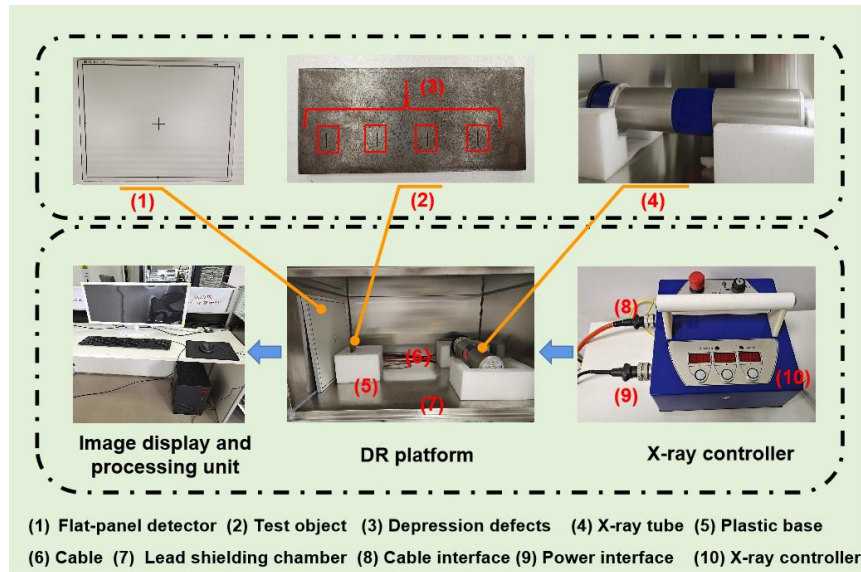 (3)
(1)
(2)
(4)
(8)
(6)
(5)
(10)
(9)
(7)
Image display and
processing unit
DR platform
X-ray controller
(1) Flat-panel detector (2) Test object (3) Depression defects (4) X-ray tube (5) Plastic base
(6) Cable (7) Lead shielding chamber (8) Cable interface (9) Power interface (10) X-ray controller